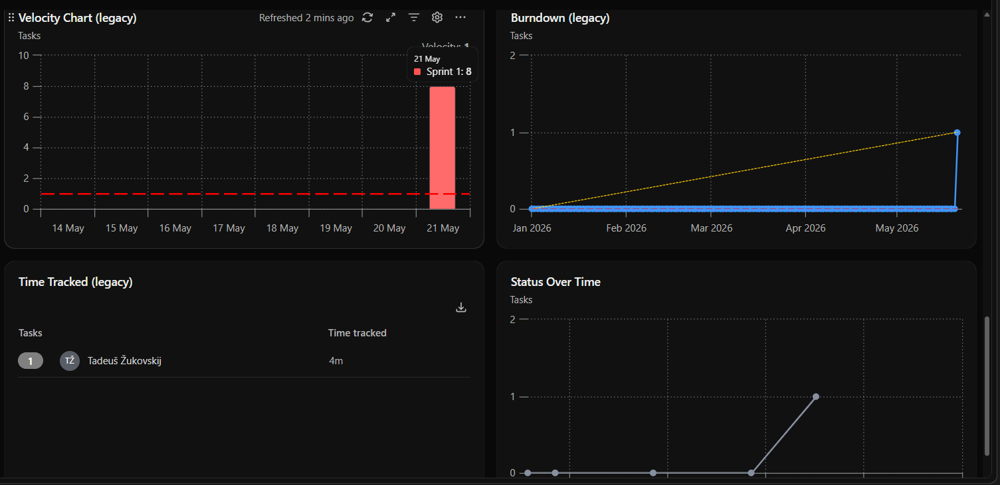 Velocity Chart (legacy)
Refreshed 2 mins ago
Tasks
Velocity: 1
21 May
Sprint 1: 8
10
8
6
4
2
0
14 May
15 May
16 May
17 May
18 May
19 May
20 May
21 May
Burndown (legacy)
Tasks
2
1
0
Jan 2026
Feb 2026
Mar 2026
Apr 2026
May 2026
Time Tracked (legacy)
Tasks
Time tracked
1
TŽ
Tadeuš Žukovskij
4m
Status Over Time
Tasks
2
1
0